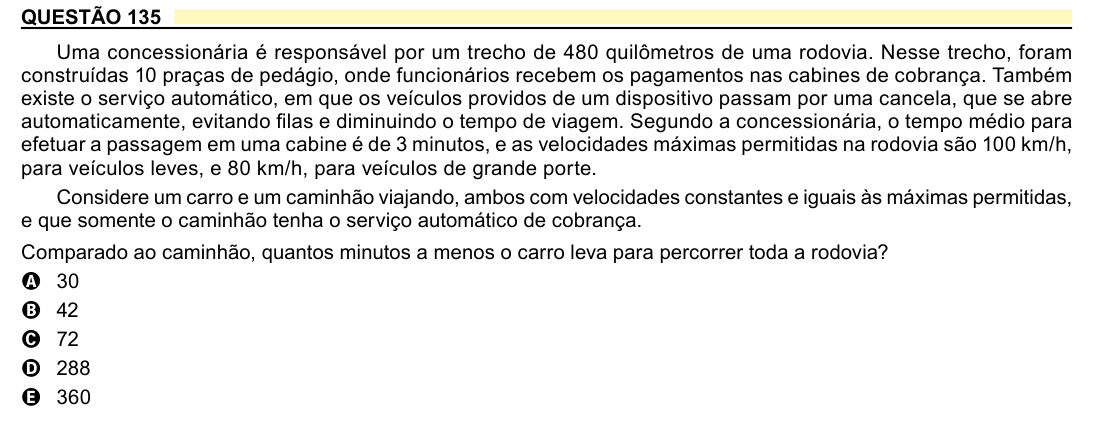 QUESTÃO 135
Uma concessionária é responsável por um trecho de 480 quilômetros de uma rodovia. Nesse trecho, foram
construídas 10 praças de pedágio, onde funcionários recebem os pagamentos nas cabines de cobrança. Também
existe o serviço automático, em que os veículos providos de um dispositivo passam por uma cancela, que se abre
automaticamente, evitando filas e diminuindo o tempo de viagem. Segundo a concessionária, o tempo médio para
efetuar a passagem em uma cabine é de 3 minutos, e as velocidades máximas permitidas na rodovia são 100 km/h,
para veículos leves, e 80 km/h, para veículos de grande porte.
Considere um carro e um caminhão viajando, ambos com velocidades constantes e iguais às máximas permitidas,
e que somente o caminhão tenha o serviço automático de cobrança.
Comparado ao caminhão, quantos minutos a menos o carro leva para percorrer toda a rodovia?
A 30
B 42
C 72
D 288
E 360